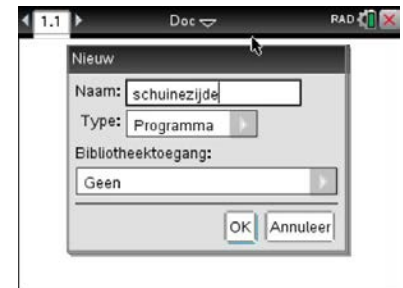 1.1 Doc RAD
Nieuw
Naam: schuinezijde
Type: Programma
Bibliotheektoegang:
Geen
OK Annuleer